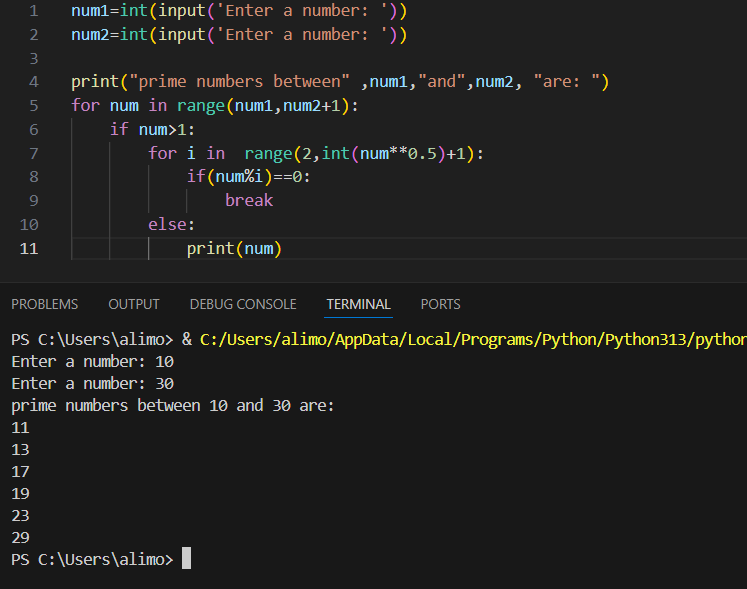 1 num1=int(input('Enter a number: '))
2 num2=int(input('Enter a number: '))
3
4 print("prime numbers between" ,num1,"and",num2, "are: ")
5 for num in range(num1,num2+1):
6     if num>1:
7         for i in  range(2,int(num**0.5)+1):
8             if(num%i)==0:
9                 break
10         else:
11             print(num)
PROBLEMS OUTPUT DEBUG CONSOLE TERMINAL PORTS
PS C:\Users\alimo> & C:/Users/alimo/AppData/Local/Programs/Python/Python313/python
Enter a number: 10
Enter a number: 30
prime numbers between 10 and 30 are:
11
13
17
19
23
29
PS C:\Users\alimo>